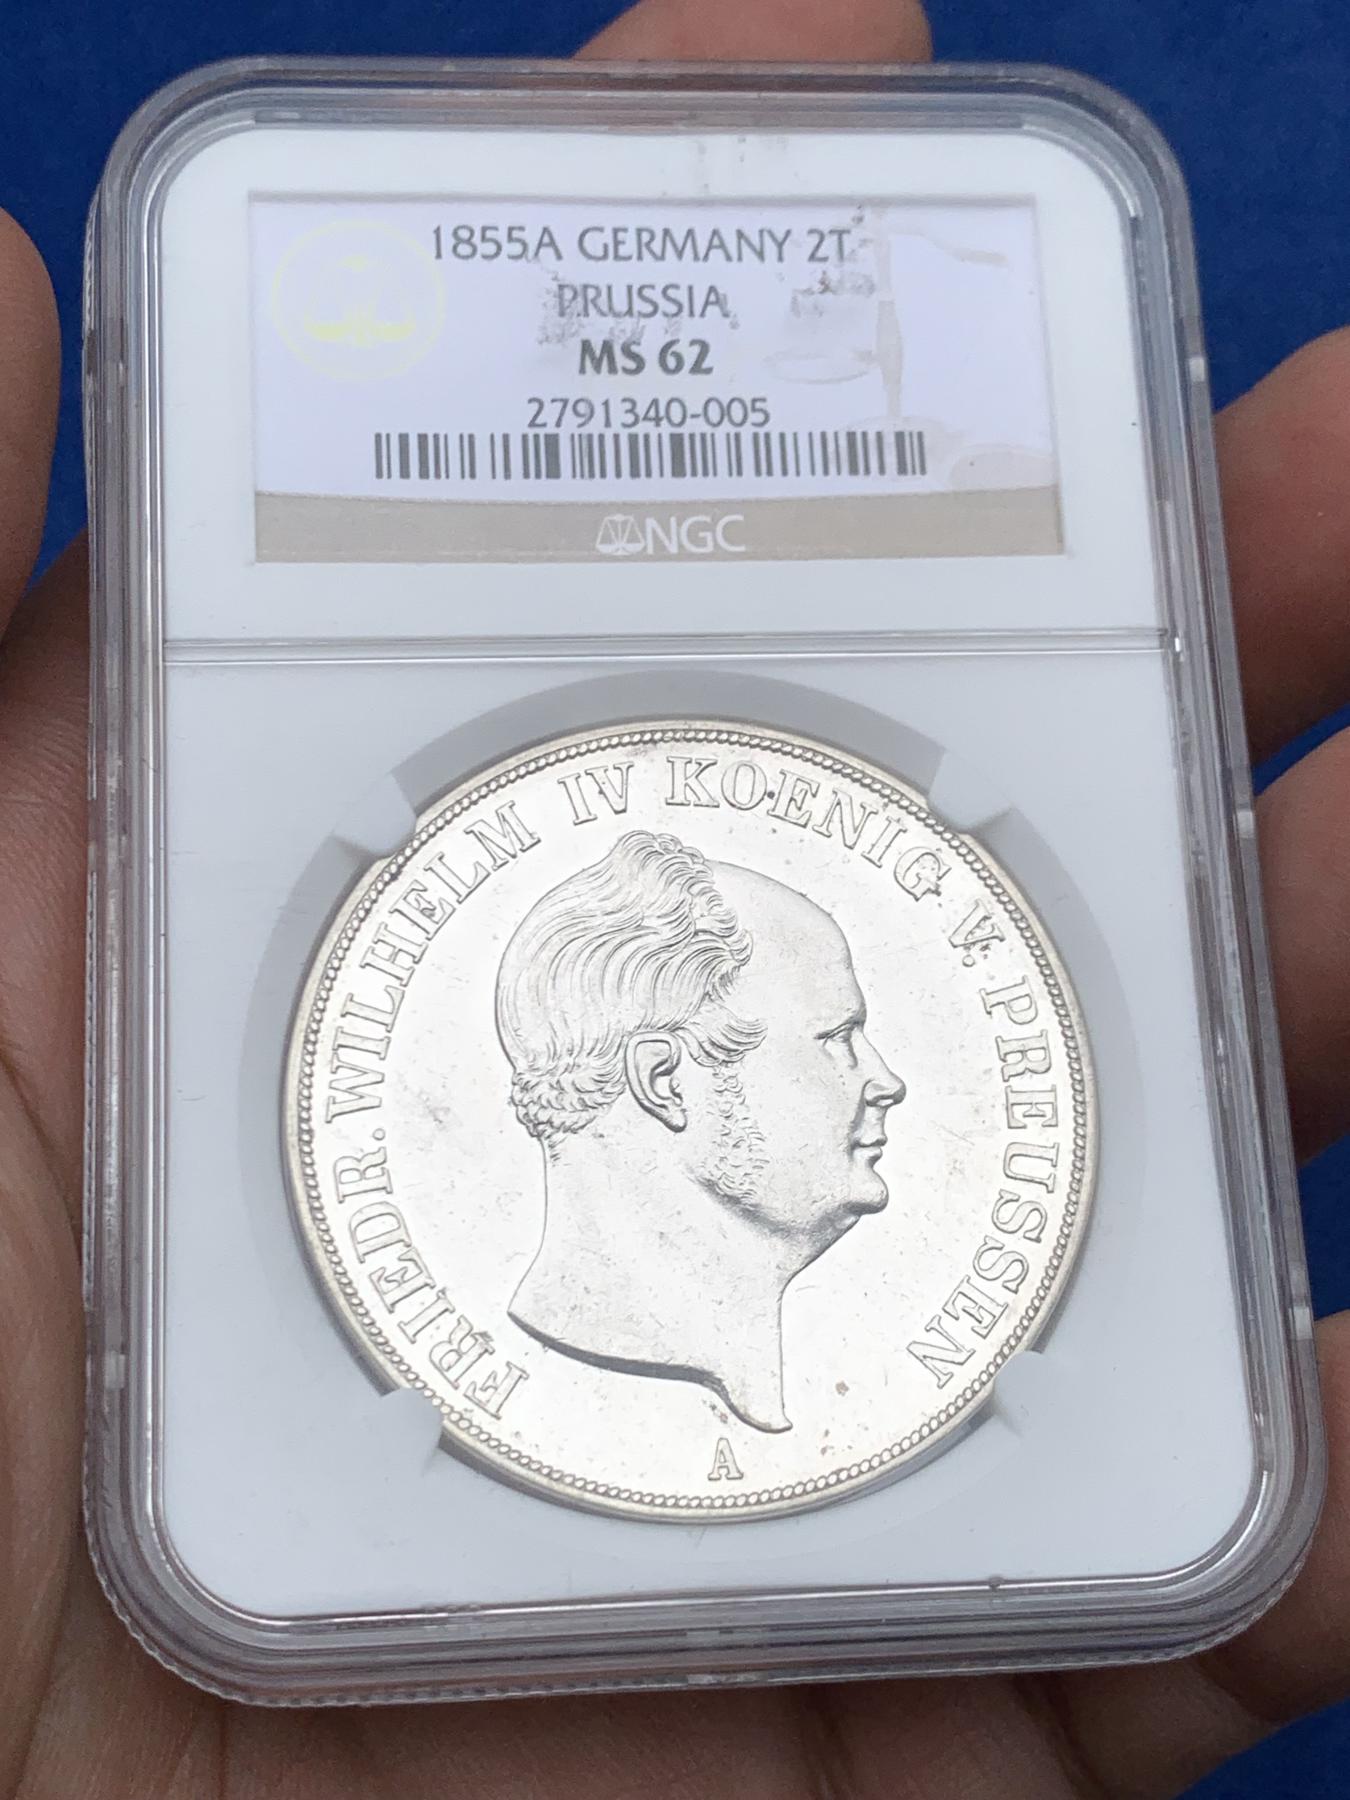 1855A GERMANY 2T
PRUSSIA
MS 62
2791340-005
NGC
FRIEDR. WILHELM IV KOENIG V. PREUSSEN
A